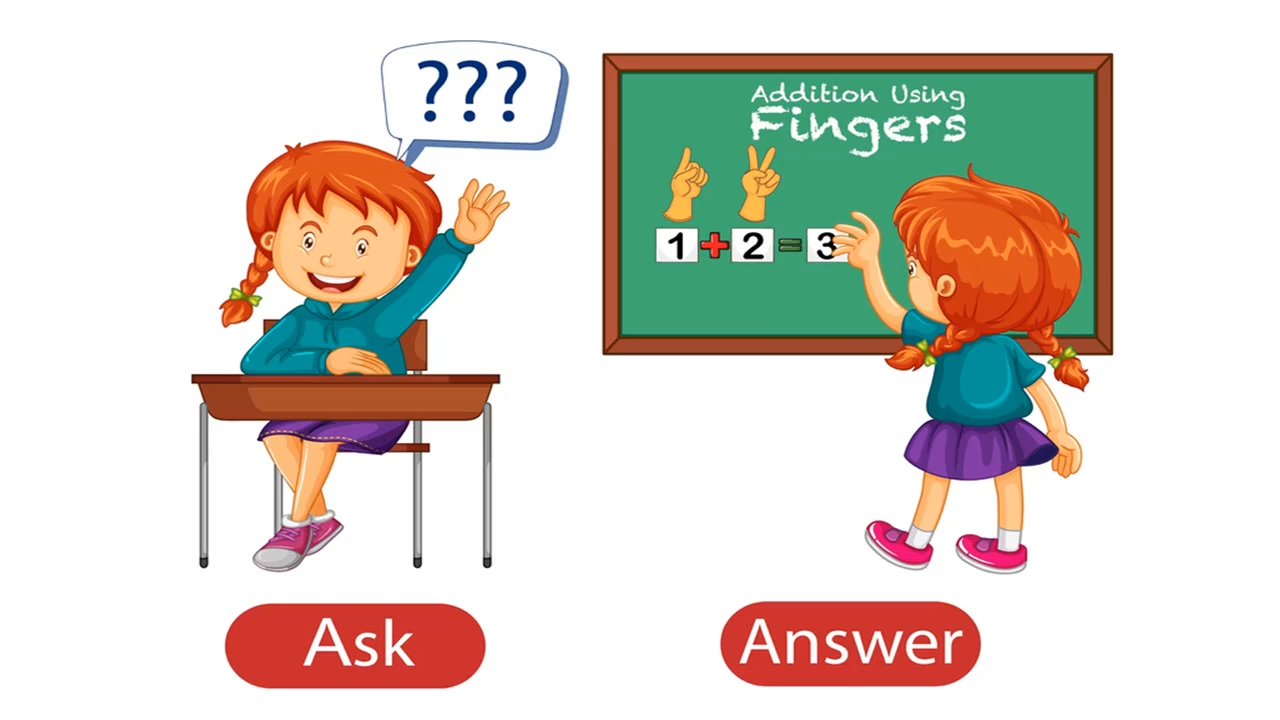 ???
Addition Using
Fingers
1 + 2 = 3
Ask
Answer